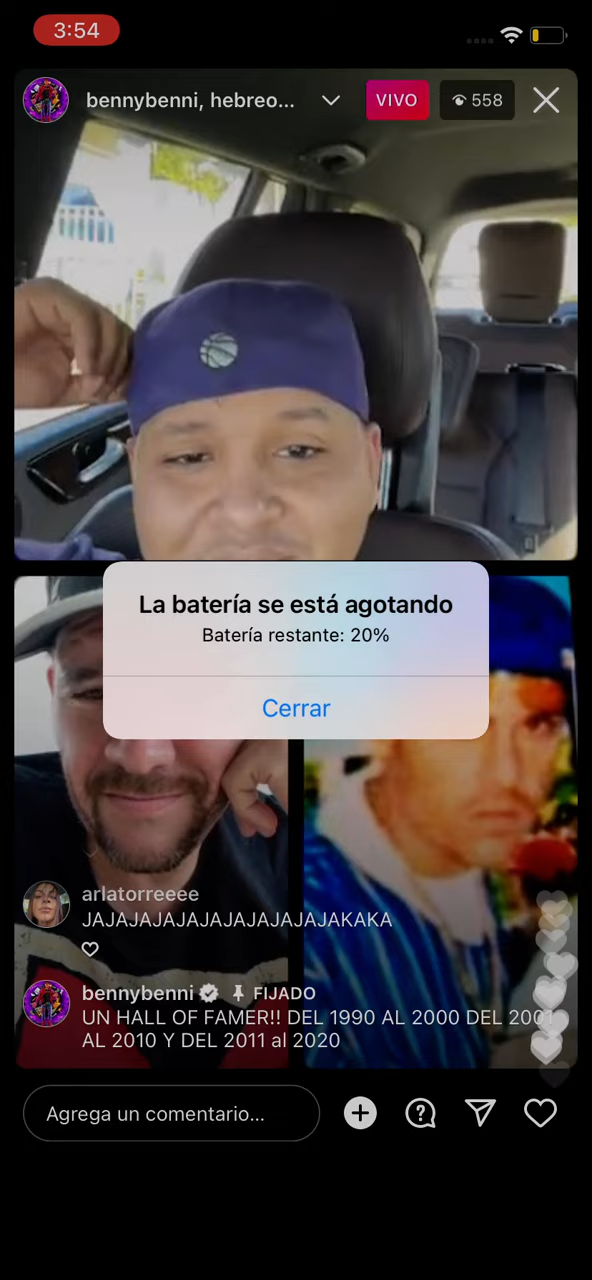 3:54
bennybenni, hebreo...
VIVO
558
La batería se está agotando
Batería restante: 20%
Cerrar
arlatorreeee
JAJAJAJAJAJAJAJAJAJAJAKAKA
bennybenni FIJADO
UN HALL OF FAMER!! DEL 1990 AL 2000 DEL 2001
AL 2010 Y DEL 2011 al 2020
Agrega un comentario...